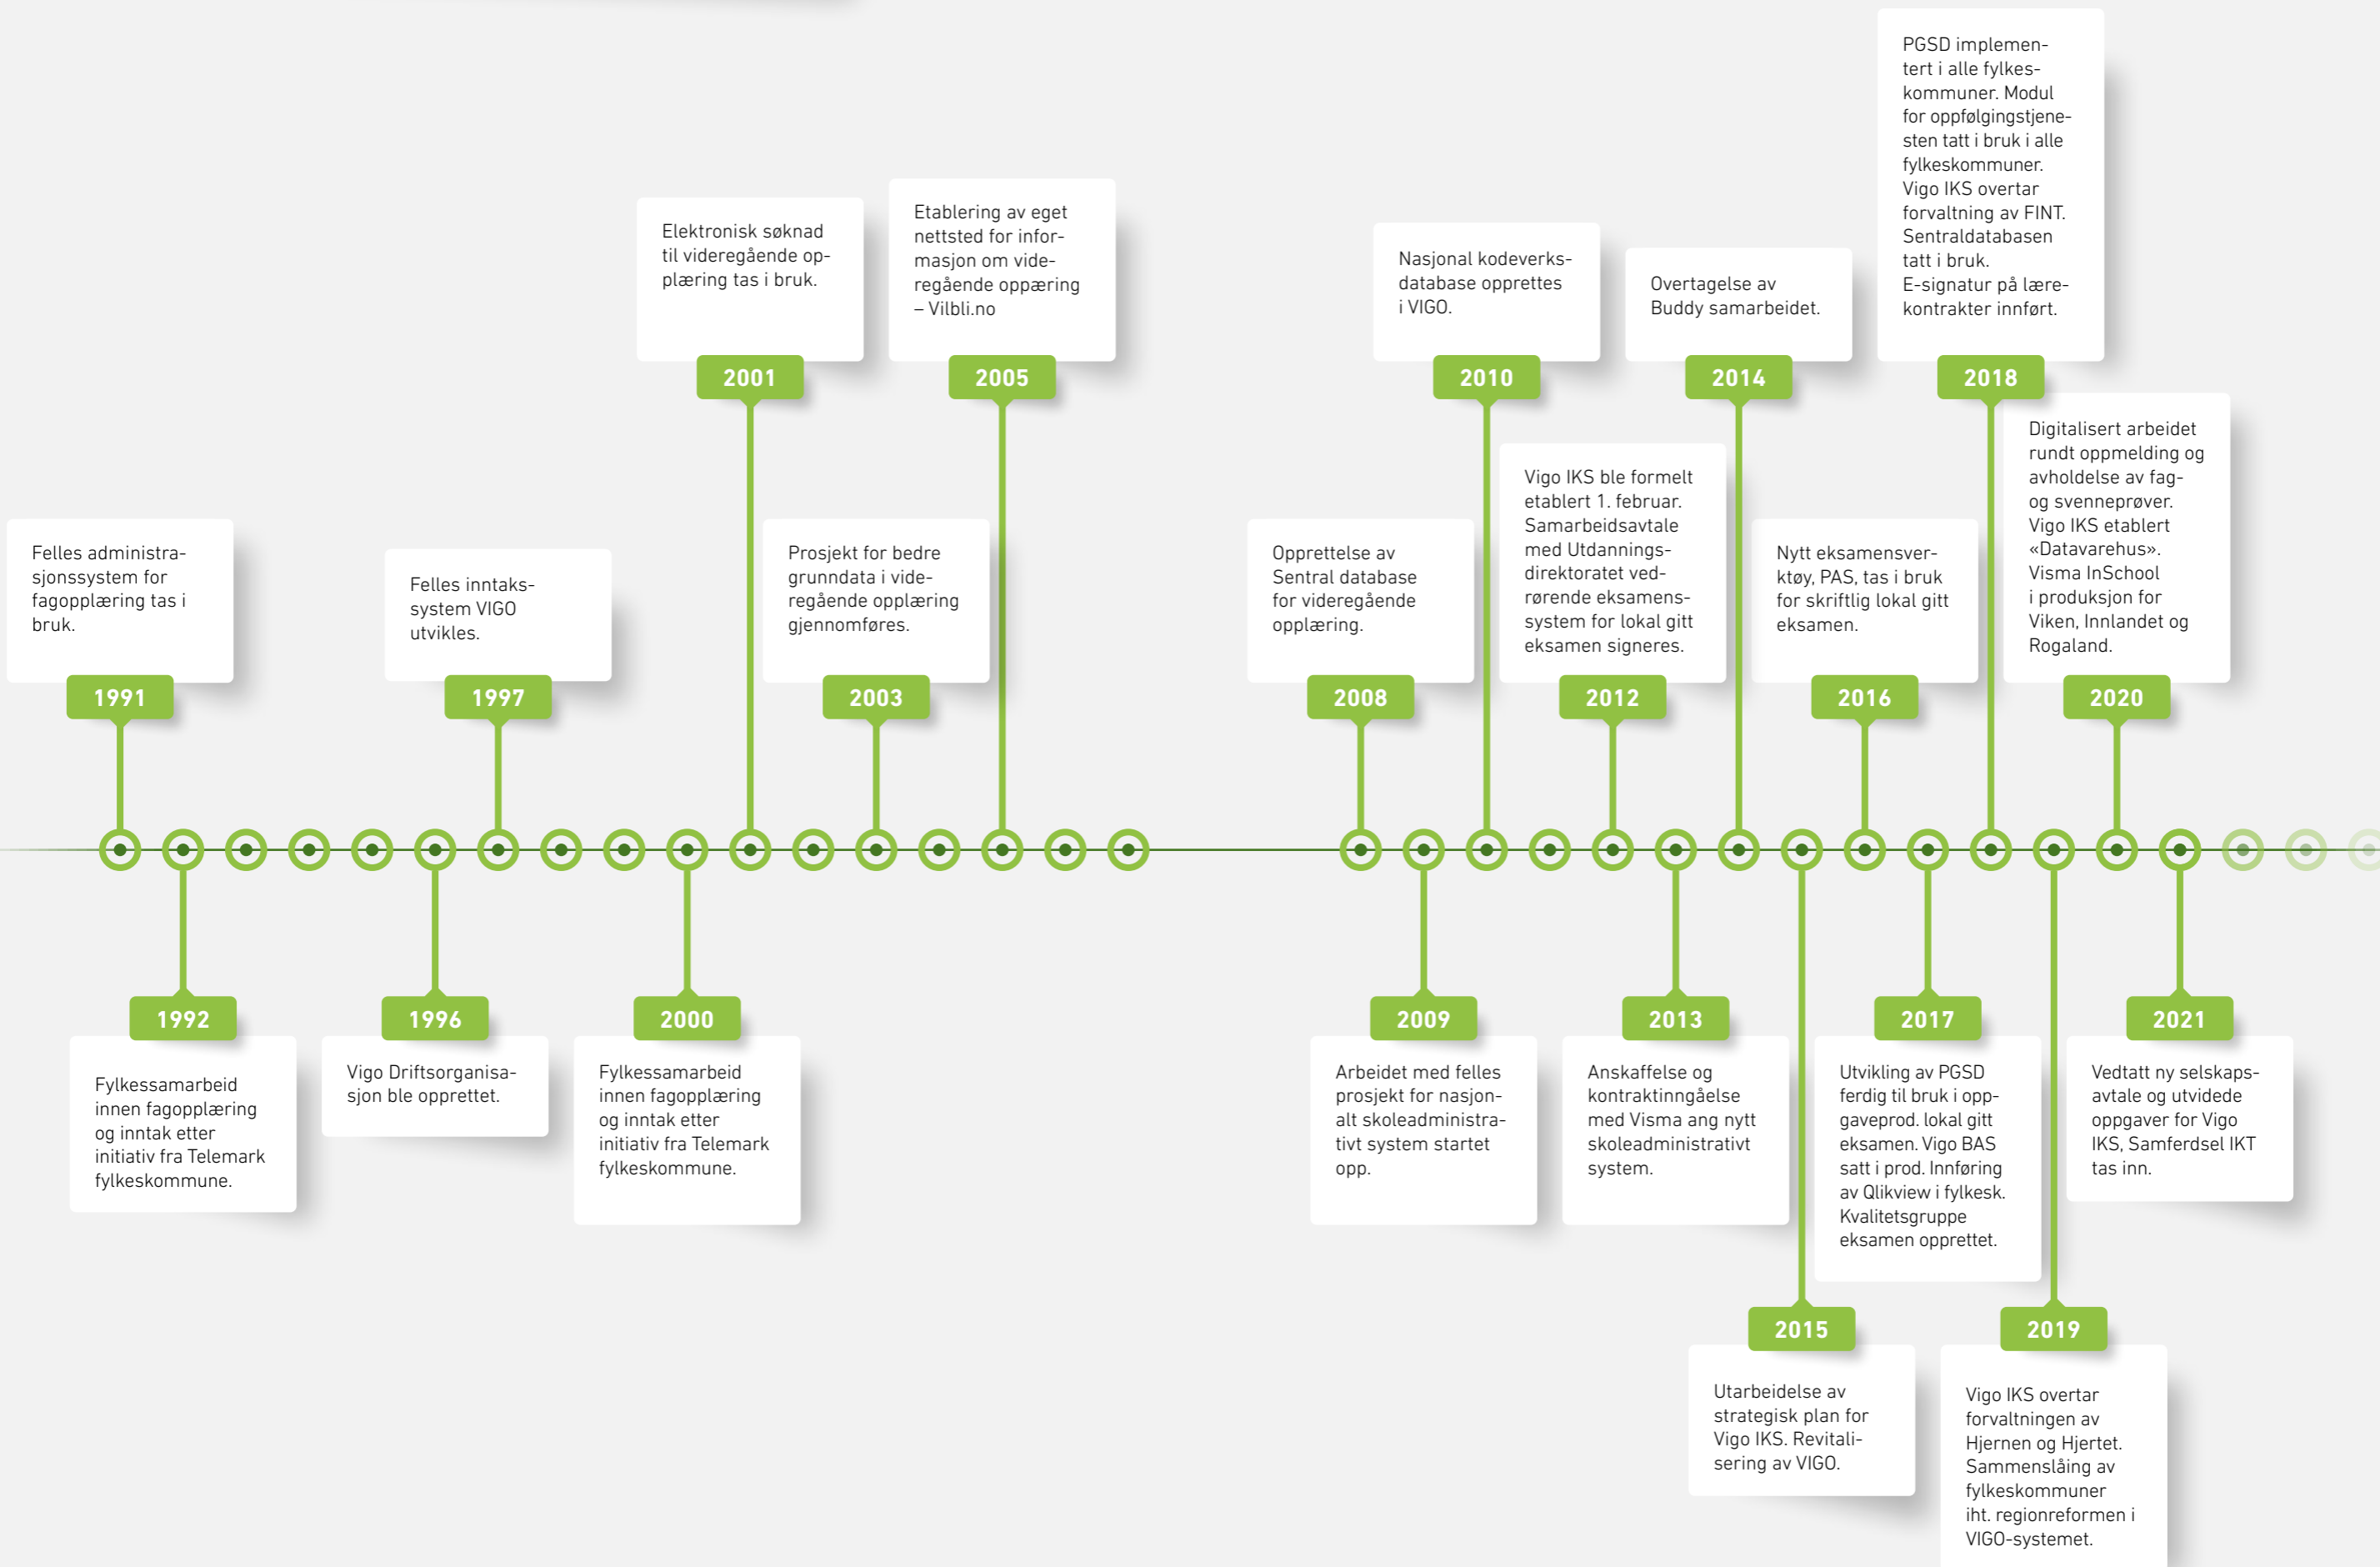 1991
Felles administra-
sjonssystem for
fagopplæring tas i
bruk.
1992
Fylkessamarbeid
innen fagopplæring
og inntak etter
initiativ fra Telemark
fylkeskommune.
1996
Vigo Driftsorganisa-
sjon ble opprettet.
1997
Felles inntaks-
system VIGO
utvikles.
2000
Fylkessamarbeid
innen fagopplæring
og inntak etter
initiativ fra Telemark
fylkeskommune.
2001
Elektronisk søknad
til videregående op-
plæring tas i bruk.
2003
Prosjekt for bedre
grunndata i vide-
regående opplæring
gjennomføres.
2005
Etablering av eget
nettsted for infor-
masjon om vide-
regående oppæring
– Vilbli.no
2008
Opprettelse av
Sentral database
for videregående
opplæring.
2009
Arbeidet med felles
prosjekt for nasjon-
alt skoleadministra-
tivt system startet
opp.
2010
Nasjonal kodeverks-
database opprettes
i VIGO.
2012
Vigo IKS ble formelt
etablert 1. februar.
Samarbeidsavtale
med Utdannings-
direktoratet ved-
rørende eksamens-
system for lokal gitt
eksamen signeres.
2013
Anskaffelse og
kontraktinngåelse
med Visma ang nytt
skoleadministrativt
system.
2014
Overtagelse av
Buddy samarbeidet.
2015
Utarbeidelse av
strategisk plan for
Vigo IKS. Revitali-
sering av VIGO.
2016
Nytt eksamensver-
ktøy, PAS, tas i bruk
for skriftlig lokal gitt
eksamen.
2017
Utvikling av PGSD
ferdig til bruk i opp-
gaveprod. lokal gitt
eksamen. Vigo BAS
satt i prod. Innføring
av Qlikview i fylkesk.
Kvalitetsgruppe
eksamen opprettet.
2018
PGSD implemen-
tert i alle fylkes-
kommuner. Modul
for oppfølgingstjene-
sten tatt i bruk i alle
fylkeskommuner.
Vigo IKS overtar
forvaltning av FINT.
Sentraldatabasen
tatt i bruk.
E-signatur på lære-
kontrakter innført.
2019
Vigo IKS overtar
forvaltningen av
Hjernen og Hjertet.
Sammenslåing av
fylkeskommuner
iht. regionreformen i
VIGO-systemet.
2020
Digitalisert arbeidet
rundt oppmelding og
avholdelse av fag-
og svenneprøver.
Vigo IKS etablert
«Datavarehus».
Visma InSchool
i produksjon for
Viken, Innlandet og
Rogaland.
2021
Vedtatt ny selskaps-
avtale og utvidede
oppgaver for Vigo
IKS, Samferdsel IKT
tas inn.